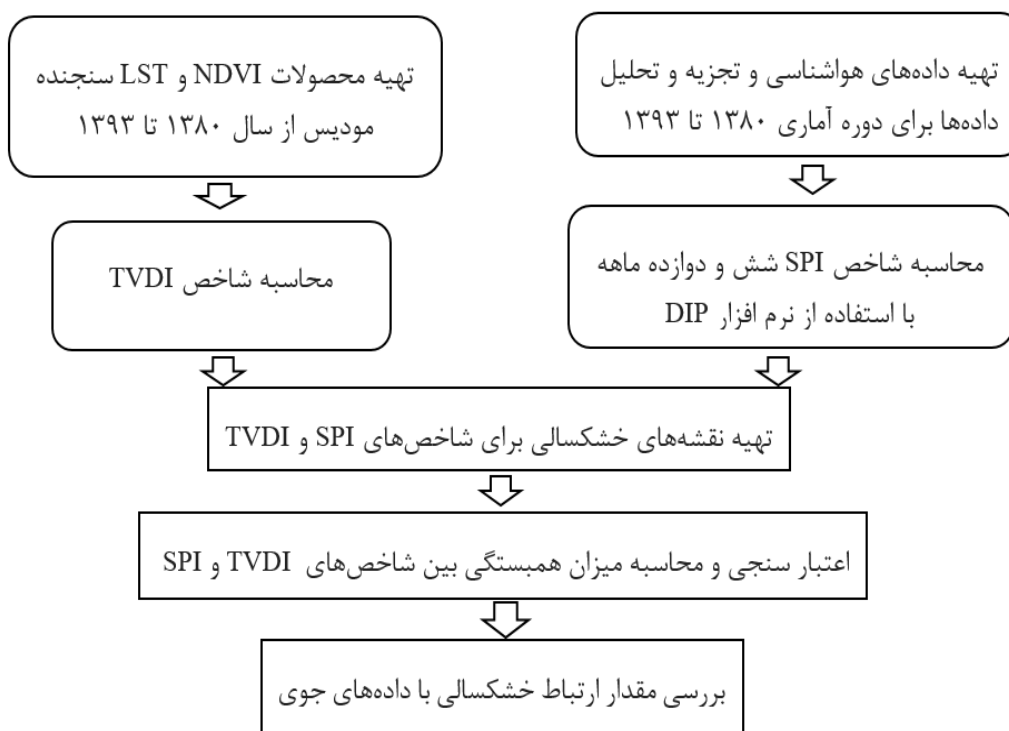 تهیه داده‌های هواشناسی و تجزیه و تحلیل
داده‌ها برای دوره آماری ۱۳۸۰ تا ۱۳۹۳
تهیه محصولات NDVI و LST سنجنده
مودیس از سال ۱۳۸۰ تا ۱۳۹۳
محاسبه شاخص SPI شش و دوازده ماهه
با استفاده از نرم افزار DIP
محاسبه شاخص TVDI
تهیه نقشه‌های خشکسالی برای شاخص‌های SPI و TVDI
اعتبار سنجی و محاسبه میزان همبستگی بین شاخص‌های TVDI و SPI
بررسی مقدار ارتباط خشکسالی با داده‌های جوی